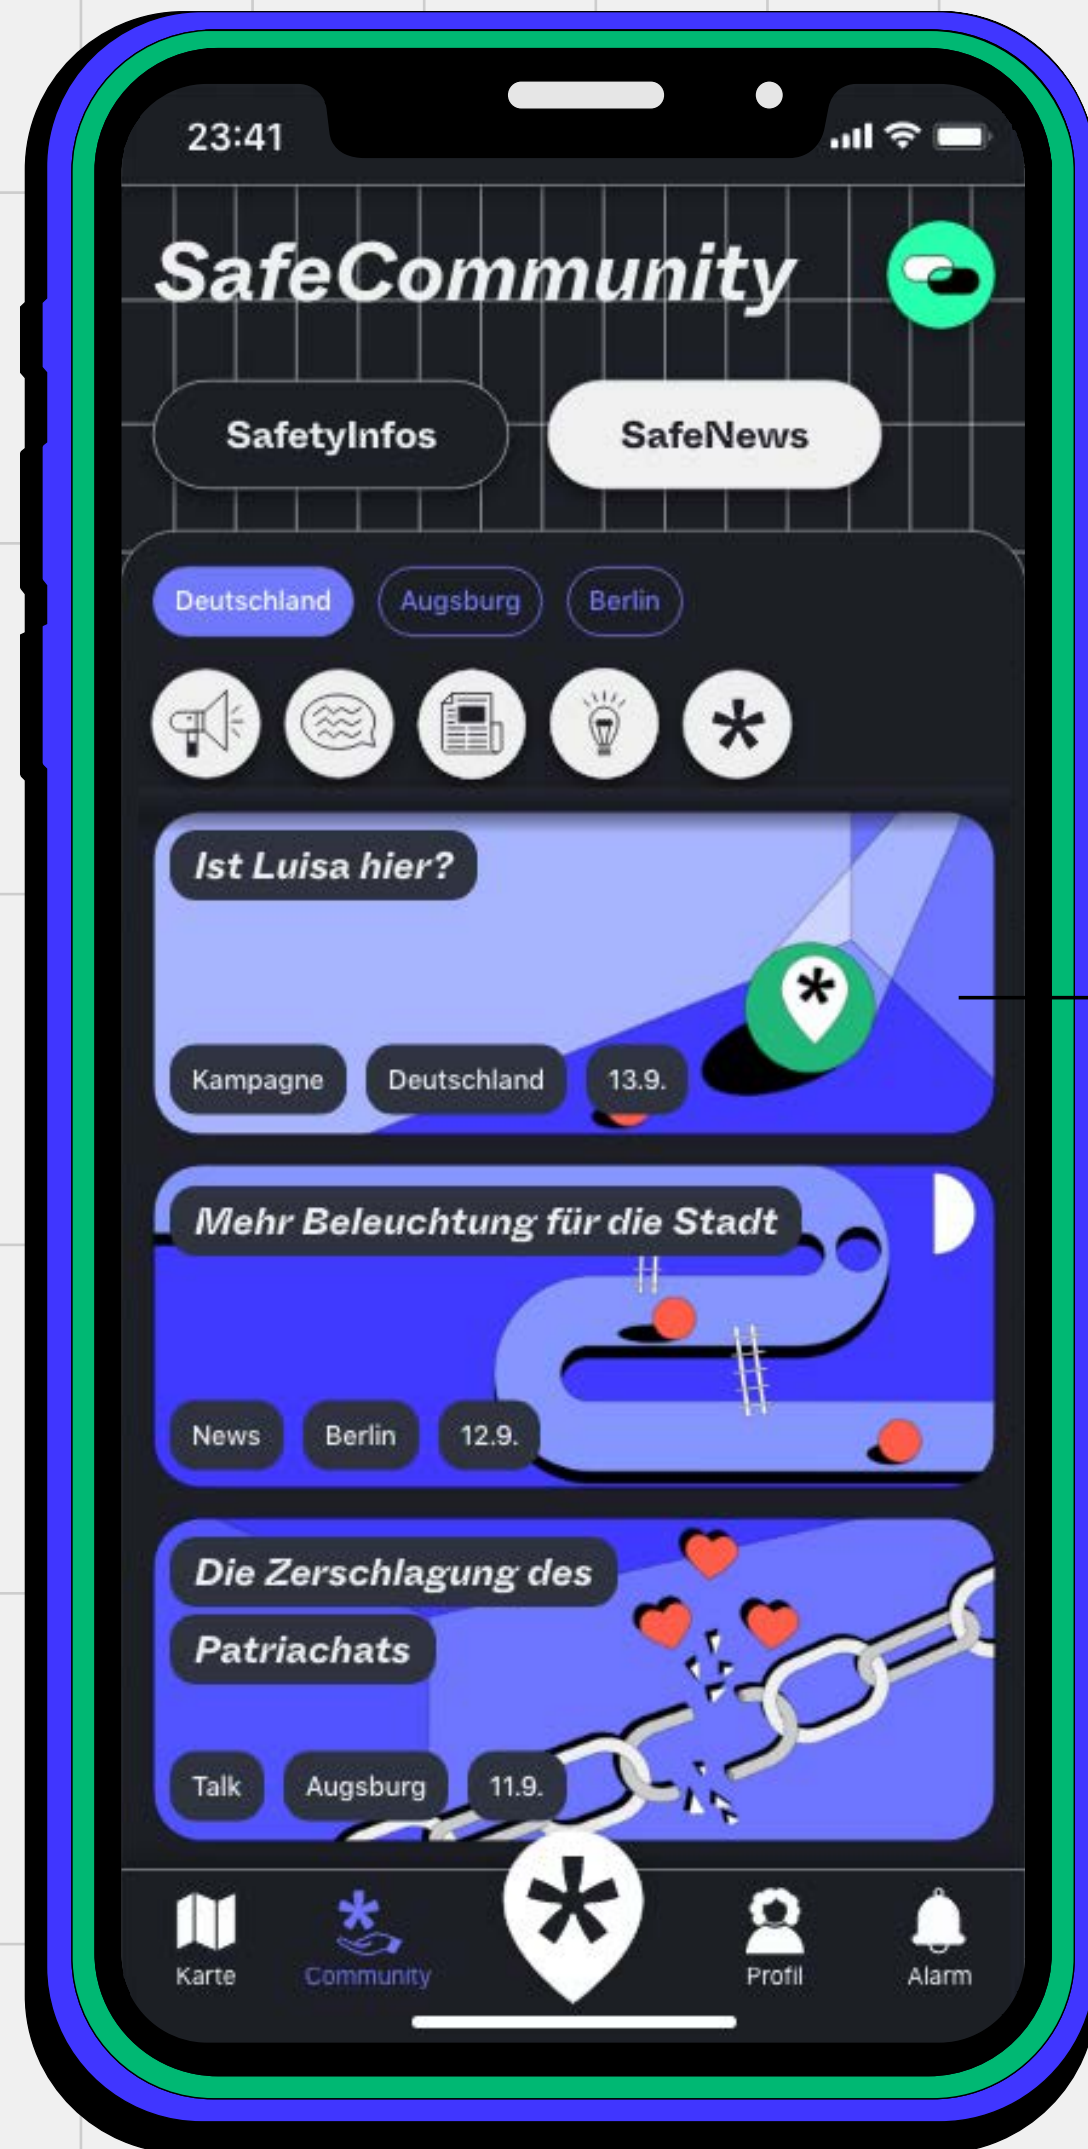 23:41
SafeCommunity
SafetyInfos SafeNews
Deutschland Augsburg Berlin
Ist Luisa hier?
Kampagne Deutschland 13.9.
Mehr Beleuchtung für die Stadt
News Berlin 12.9.
Die Zerschlagung des
Patriachats
Talk Augsburg 11.9.
Karte Community Profil Alarm